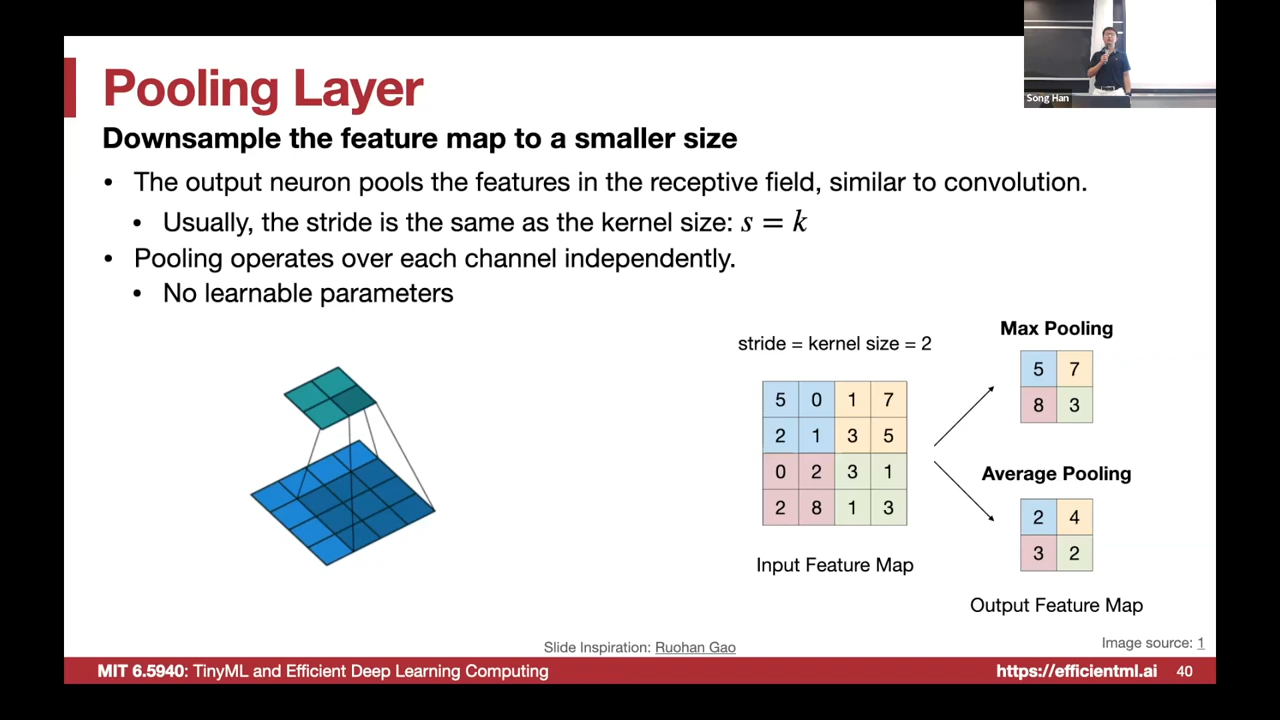 Song Han
Pooling Layer
Downsample the feature map to a smaller size
• The output neuron pools the features in the receptive field, similar to convolution.
• Usually, the stride is the same as the kernel size: s = k
• Pooling operates over each channel independently.
• No learnable parameters
stride = kernel size = 2
5 0 1 7
2 1 3 5
0 2 3 1
2 8 1 3
Input Feature Map
Max Pooling
5 7
8 3
Average Pooling
2 4
3 2
Output Feature Map
Slide Inspiration: Ruohan Gao
Image source: 1
MIT 6.5940: TinyML and Efficient Deep Learning Computing
https://efficientml.ai
40